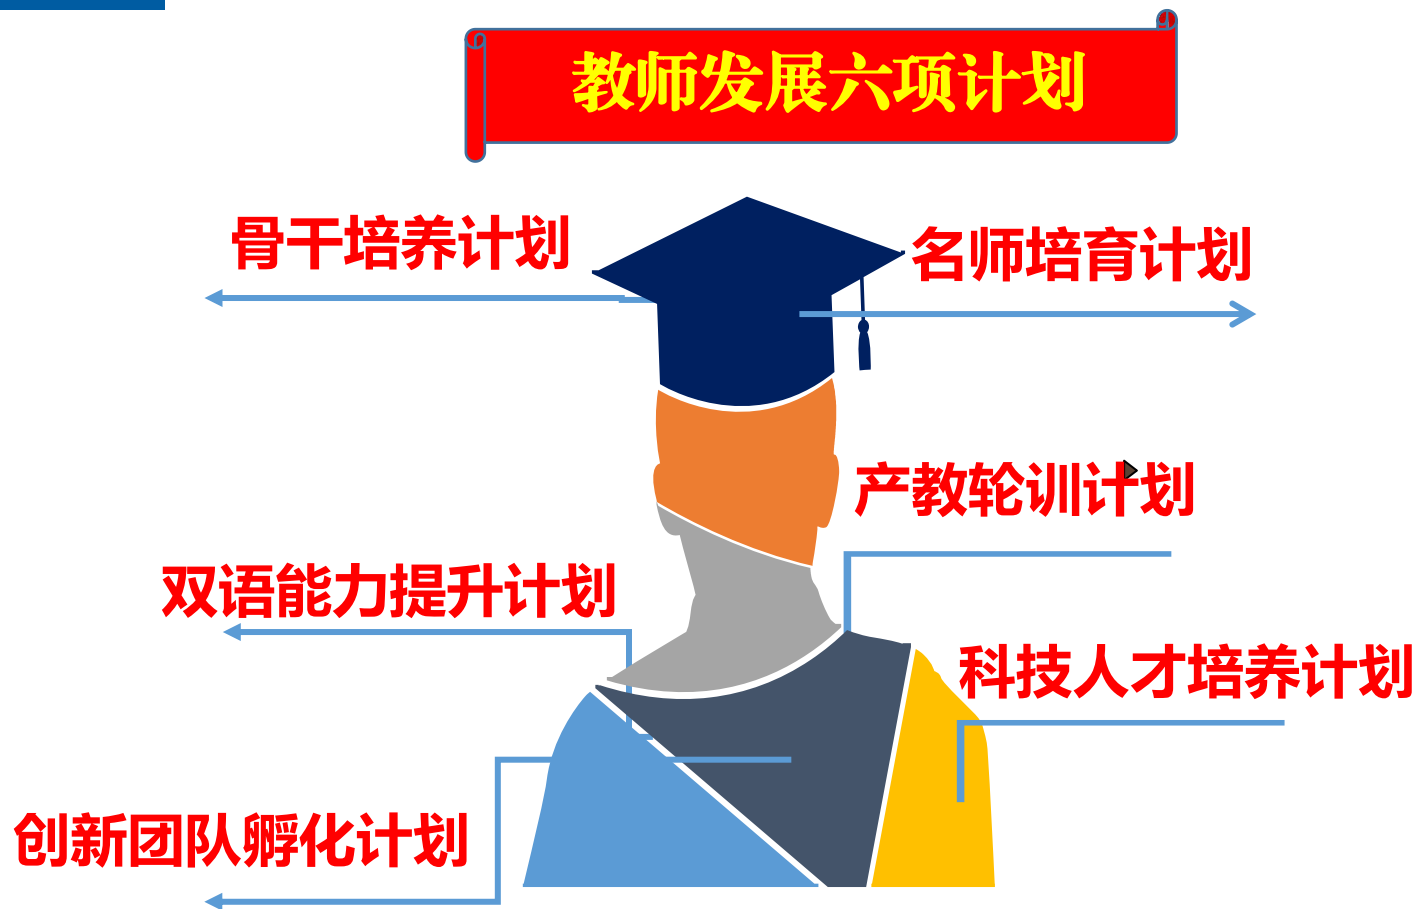 教师发展六项计划
骨干培养计划
名师培育计划
产教轮训计划
双语能力提升计划
科技人才培养计划
创新团队孵化计划